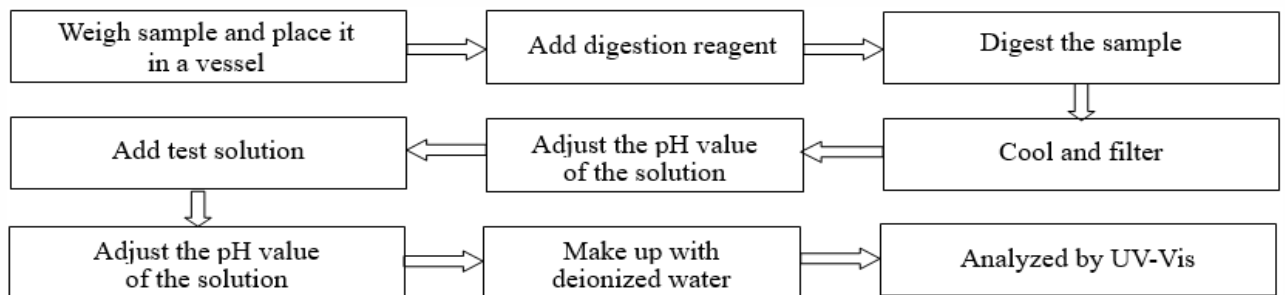 Weigh sample and place it
in a vessel
Add digestion reagent
Digest the sample
Cool and filter
Adjust the pH value
of the solution
Add test solution
Adjust the pH value
of the solution
Make up with
deionized water
Analyzed by UV-Vis